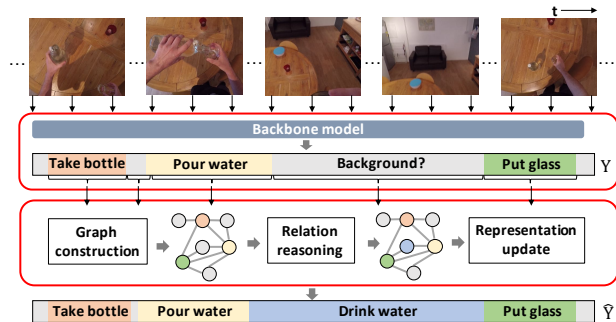 t
... ... ... ... ... ...
Backbone model
Take bottle Pour water Background? Put glass Y
Graph construction
Relation reasoning
Representation update
Take bottle Pour water Drink water Put glass Ŷ